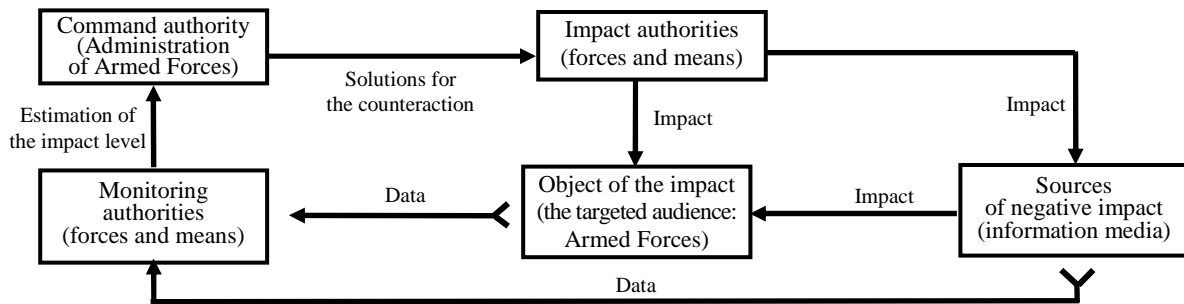 Command authority
(Administration
of Armed Forces)
Impact authorities
(forces and means)
Solutions for
the counteraction
Estimation of
the impact level
Impact
Impact
Monitoring
authorities
(forces and means)
Data
Object of the impact
(the targeted audience:
Armed Forces)
Impact
Sources
of negative impact
(information media)
Data